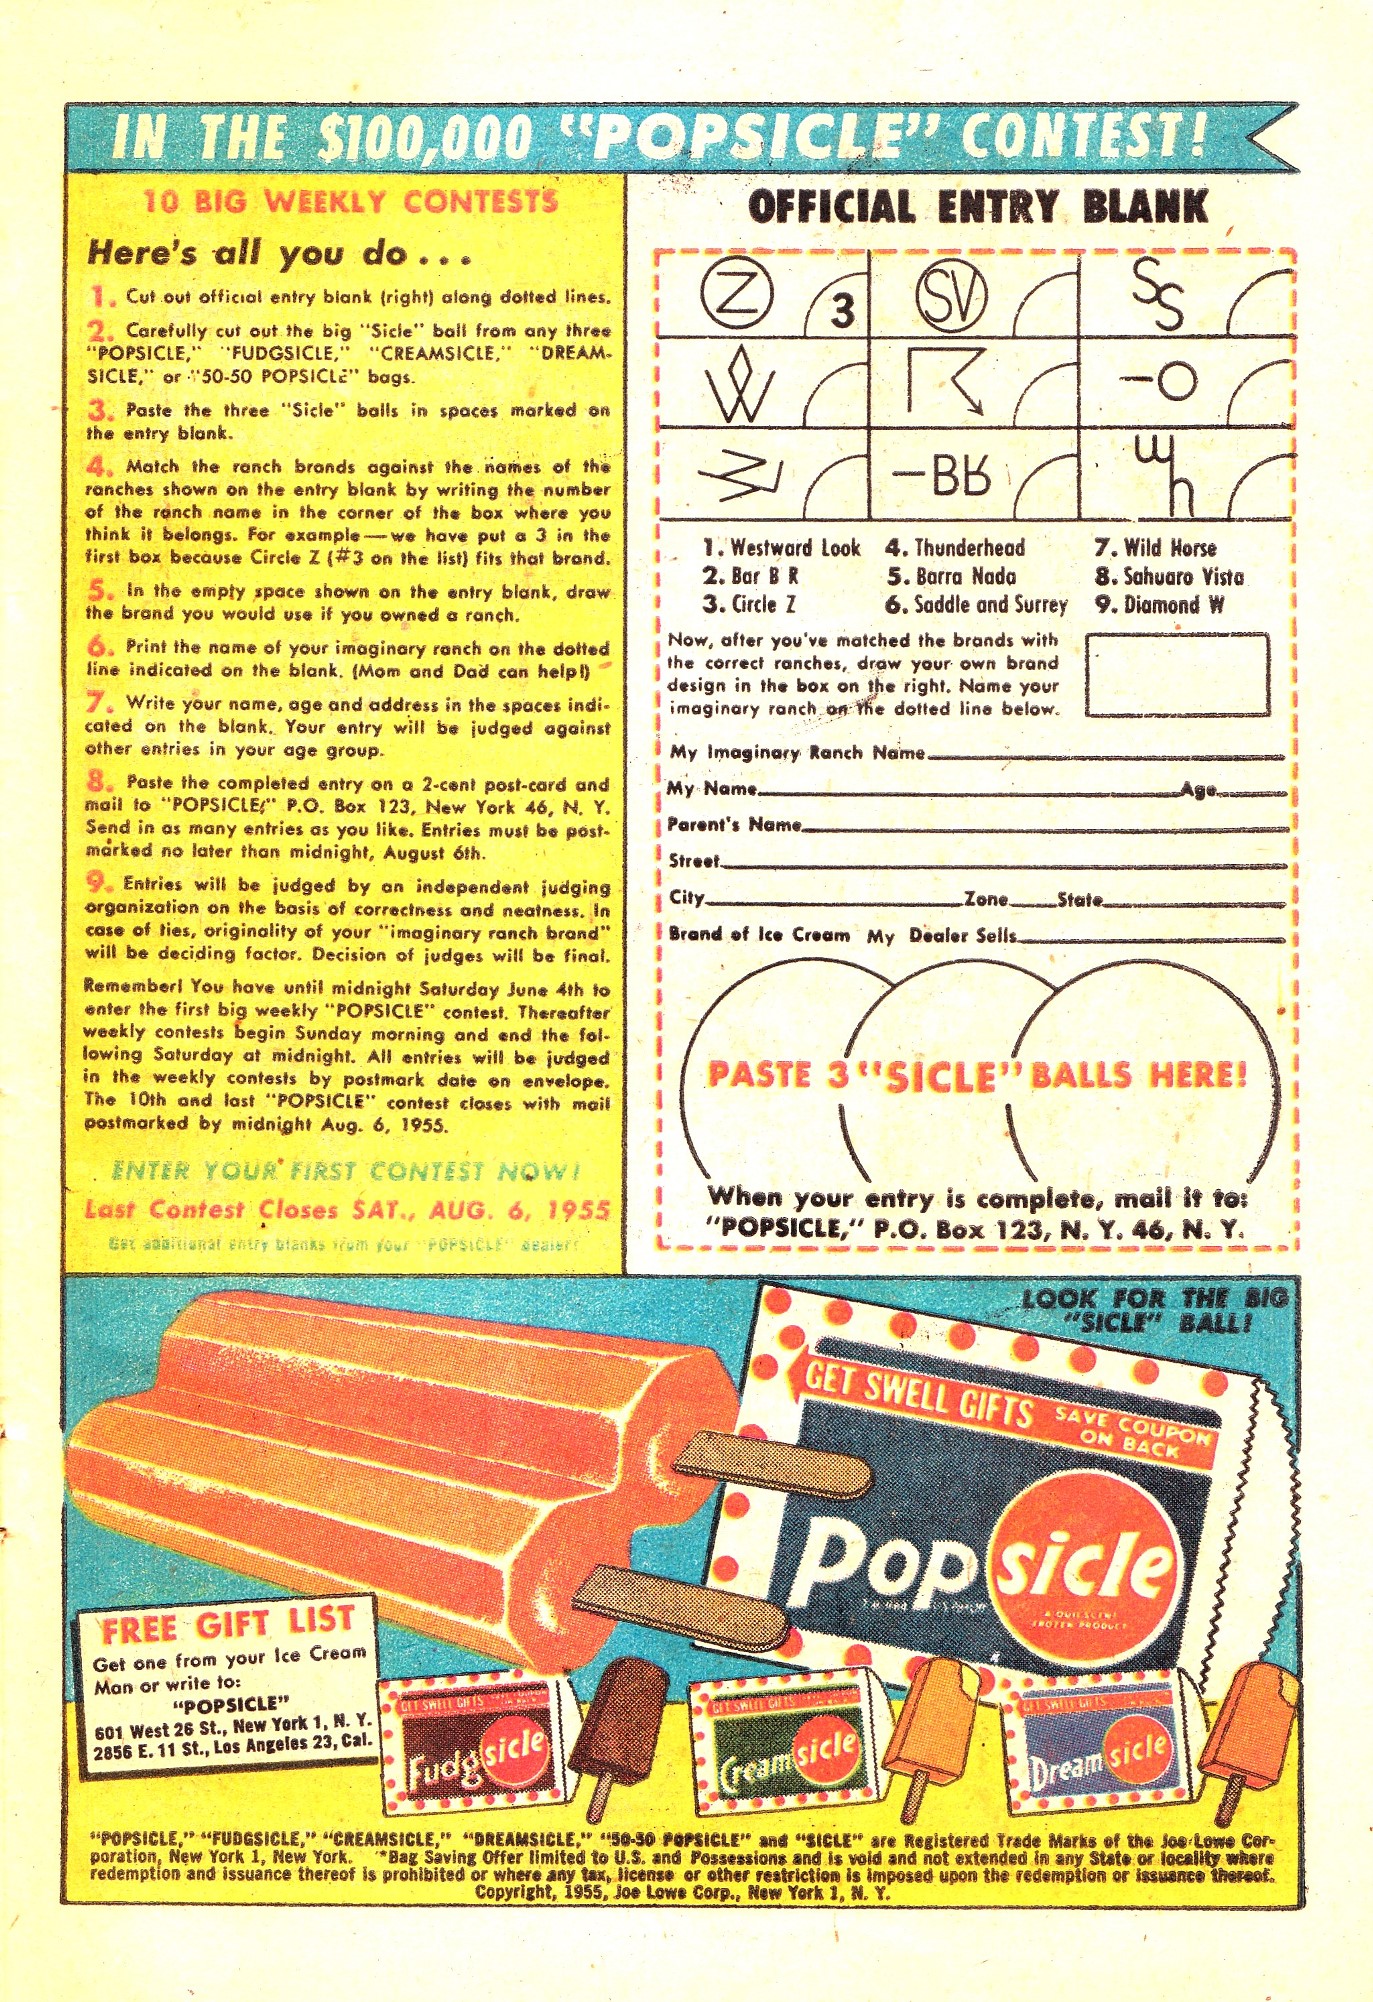 IN THE $100,000 "POPSICLE" CONTEST!
10 BIG WEEKLY CONTESTS
Here's all you do...
1. Cut out official entry blank (right) along dotted lines.
2. Carefully cut out the big "Sicle" ball from any three
"POPSICLE," "FUDGSICLE," "CREAMSICLE," "DREAM-
SICLE," or "50-50 POPSICLE" bags.
3. Paste the three "Sicle" balls in spaces marked on
the entry blank.
4. Match the ranch brands against the names of the
ranches shown on the entry blank by writing the number
of the ranch name in the corner of the box where you
think it belongs. For example—we have put a 3 in the
first box because Circle Z (#3 on the list) fits that brand.
5. In the empty space shown on the entry blank, draw
the brand you would use if you owned a ranch.
6. Print the name of your imaginary ranch on the dotted
line indicated on the blank. (Mom and Dad can help!)
7. Write your name, age and address in the spaces indi-
cated on the blank. Your entry will be judged against
other entries in your age group.
8. Paste the completed entry on a 2-cent post-card and
mail to "POPSICLE," P.O. Box 123, New York 46, N. Y.
Send in as many entries as you like. Entries must be post-
marked no later than midnight, August 6th.
9. Entries will be judged by an independent judging
organization on the basis of correctness and neatness. In
case of ties, originality of your "imaginary ranch brand"
will be deciding factor. Decision of judges will be final.
Remember! You have until midnight Saturday June 4th to
enter the first big weekly "POPSICLE" contest. Thereafter
weekly contests begin Sunday morning and end the fol-
lowing Saturday at midnight. All entries will be judged
in the weekly contests by postmark date on envelope.
The 10th and last "POPSICLE" contest closes with mail
postmarked by midnight Aug. 6, 1955.
ENTER YOUR FIRST CONTEST NOW!
Last Contest Closes SAT., AUG. 6, 1955
Get additional entry blanks from your "POPSICLE" dealer!
OFFICIAL ENTRY BLANK
Z 3 SV SS
W -O
W -BR Wh
1. Westward Look 4. Thunderhead 7. Wild Horse
2. Bar B R 5. Barra Nada 8. Sahuaro Vista
3. Circle Z 6. Saddle and Surrey 9. Diamond W
Now, after you've matched the brands with
the correct ranches, draw your own brand
design in the box on the right. Name your
imaginary ranch on the dotted line below.
My Imaginary Ranch Name
My Name Age
Parent's Name
Street
City Zone State
Brand of Ice Cream My Dealer Sells
PASTE 3 "SICLE" BALLS HERE!
When your entry is complete, mail it to:
"POPSICLE," P.O. Box 123, N. Y. 46, N. Y.
LOOK FOR THE BIG
"SICLE" BALL!
GET SWELL GIFTS SAVE COUPON
ON BACK
Popsicle
A QUIESCENT
FROZEN PRODUCT
FREE GIFT LIST
Get one from your Ice Cream
Man or write to:
"POPSICLE"
601 West 26 St., New York 1, N. Y.
2856 E. 11 St., Los Angeles 23, Cal.
GET SWELL GIFTS
Fudgsicle
GET SWELL GIFTS
Creamsicle
GET SWELL GIFTS
Dreamsicle
"POPSICLE," "FUDGSICLE," "CREAMSICLE," "DREAMSICLE," "50-50 POPSICLE" and "SICLE" are Registered Trade Marks of the Joe Lowe Cor-
poration, New York 1, New York. *Bag Saving Offer limited to U.S. and Possessions and is void and not extended in any State or locality where
redemption and issuance thereof is prohibited or where any tax, license or other restriction is imposed upon the redemption or issuance thereof.
Copyright, 1955, Joe Lowe Corp., New York 1, N. Y.